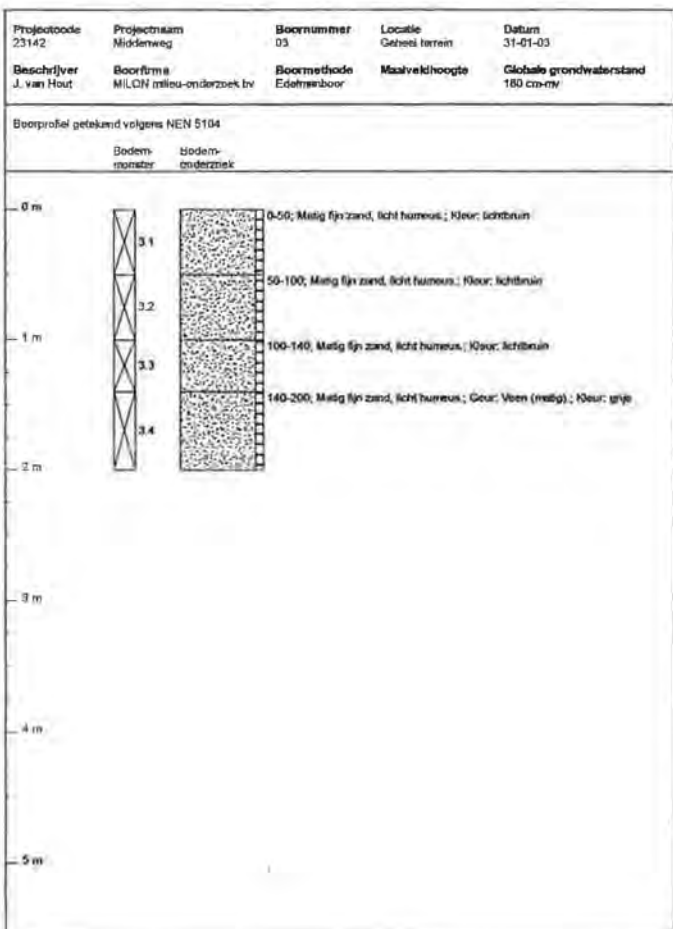 Projectcode Projectnaam Boornummer Locatie Datum
23142 Middenweg 03 Geheel terrein 31-01-03
Beschrijver Boorfirma Boormethode Maaiveldhoogte Globale grondwaterstand
J. van Hout MILON milieu-onderzoek bv Edelmanboor 160 cm-mv
Boorprofiel getekend volgens NEN 5104
Bodem- Bodem-
monster onderzoek
0 m
0-50; Matig fijn zand, licht humeus.; Kleur: lichtbruin
3.1
50-100; Matig fijn zand, licht humeus.; Kleur: lichtbruin
3.2
1 m
100-140; Matig fijn zand, licht humeus.; Kleur: lichtbruin
3.3
140-200; Matig fijn zand, licht humeus.; Geur: Veen (matig).; Kleur: grijs
3.4
2 m
3 m
4 m
5 m